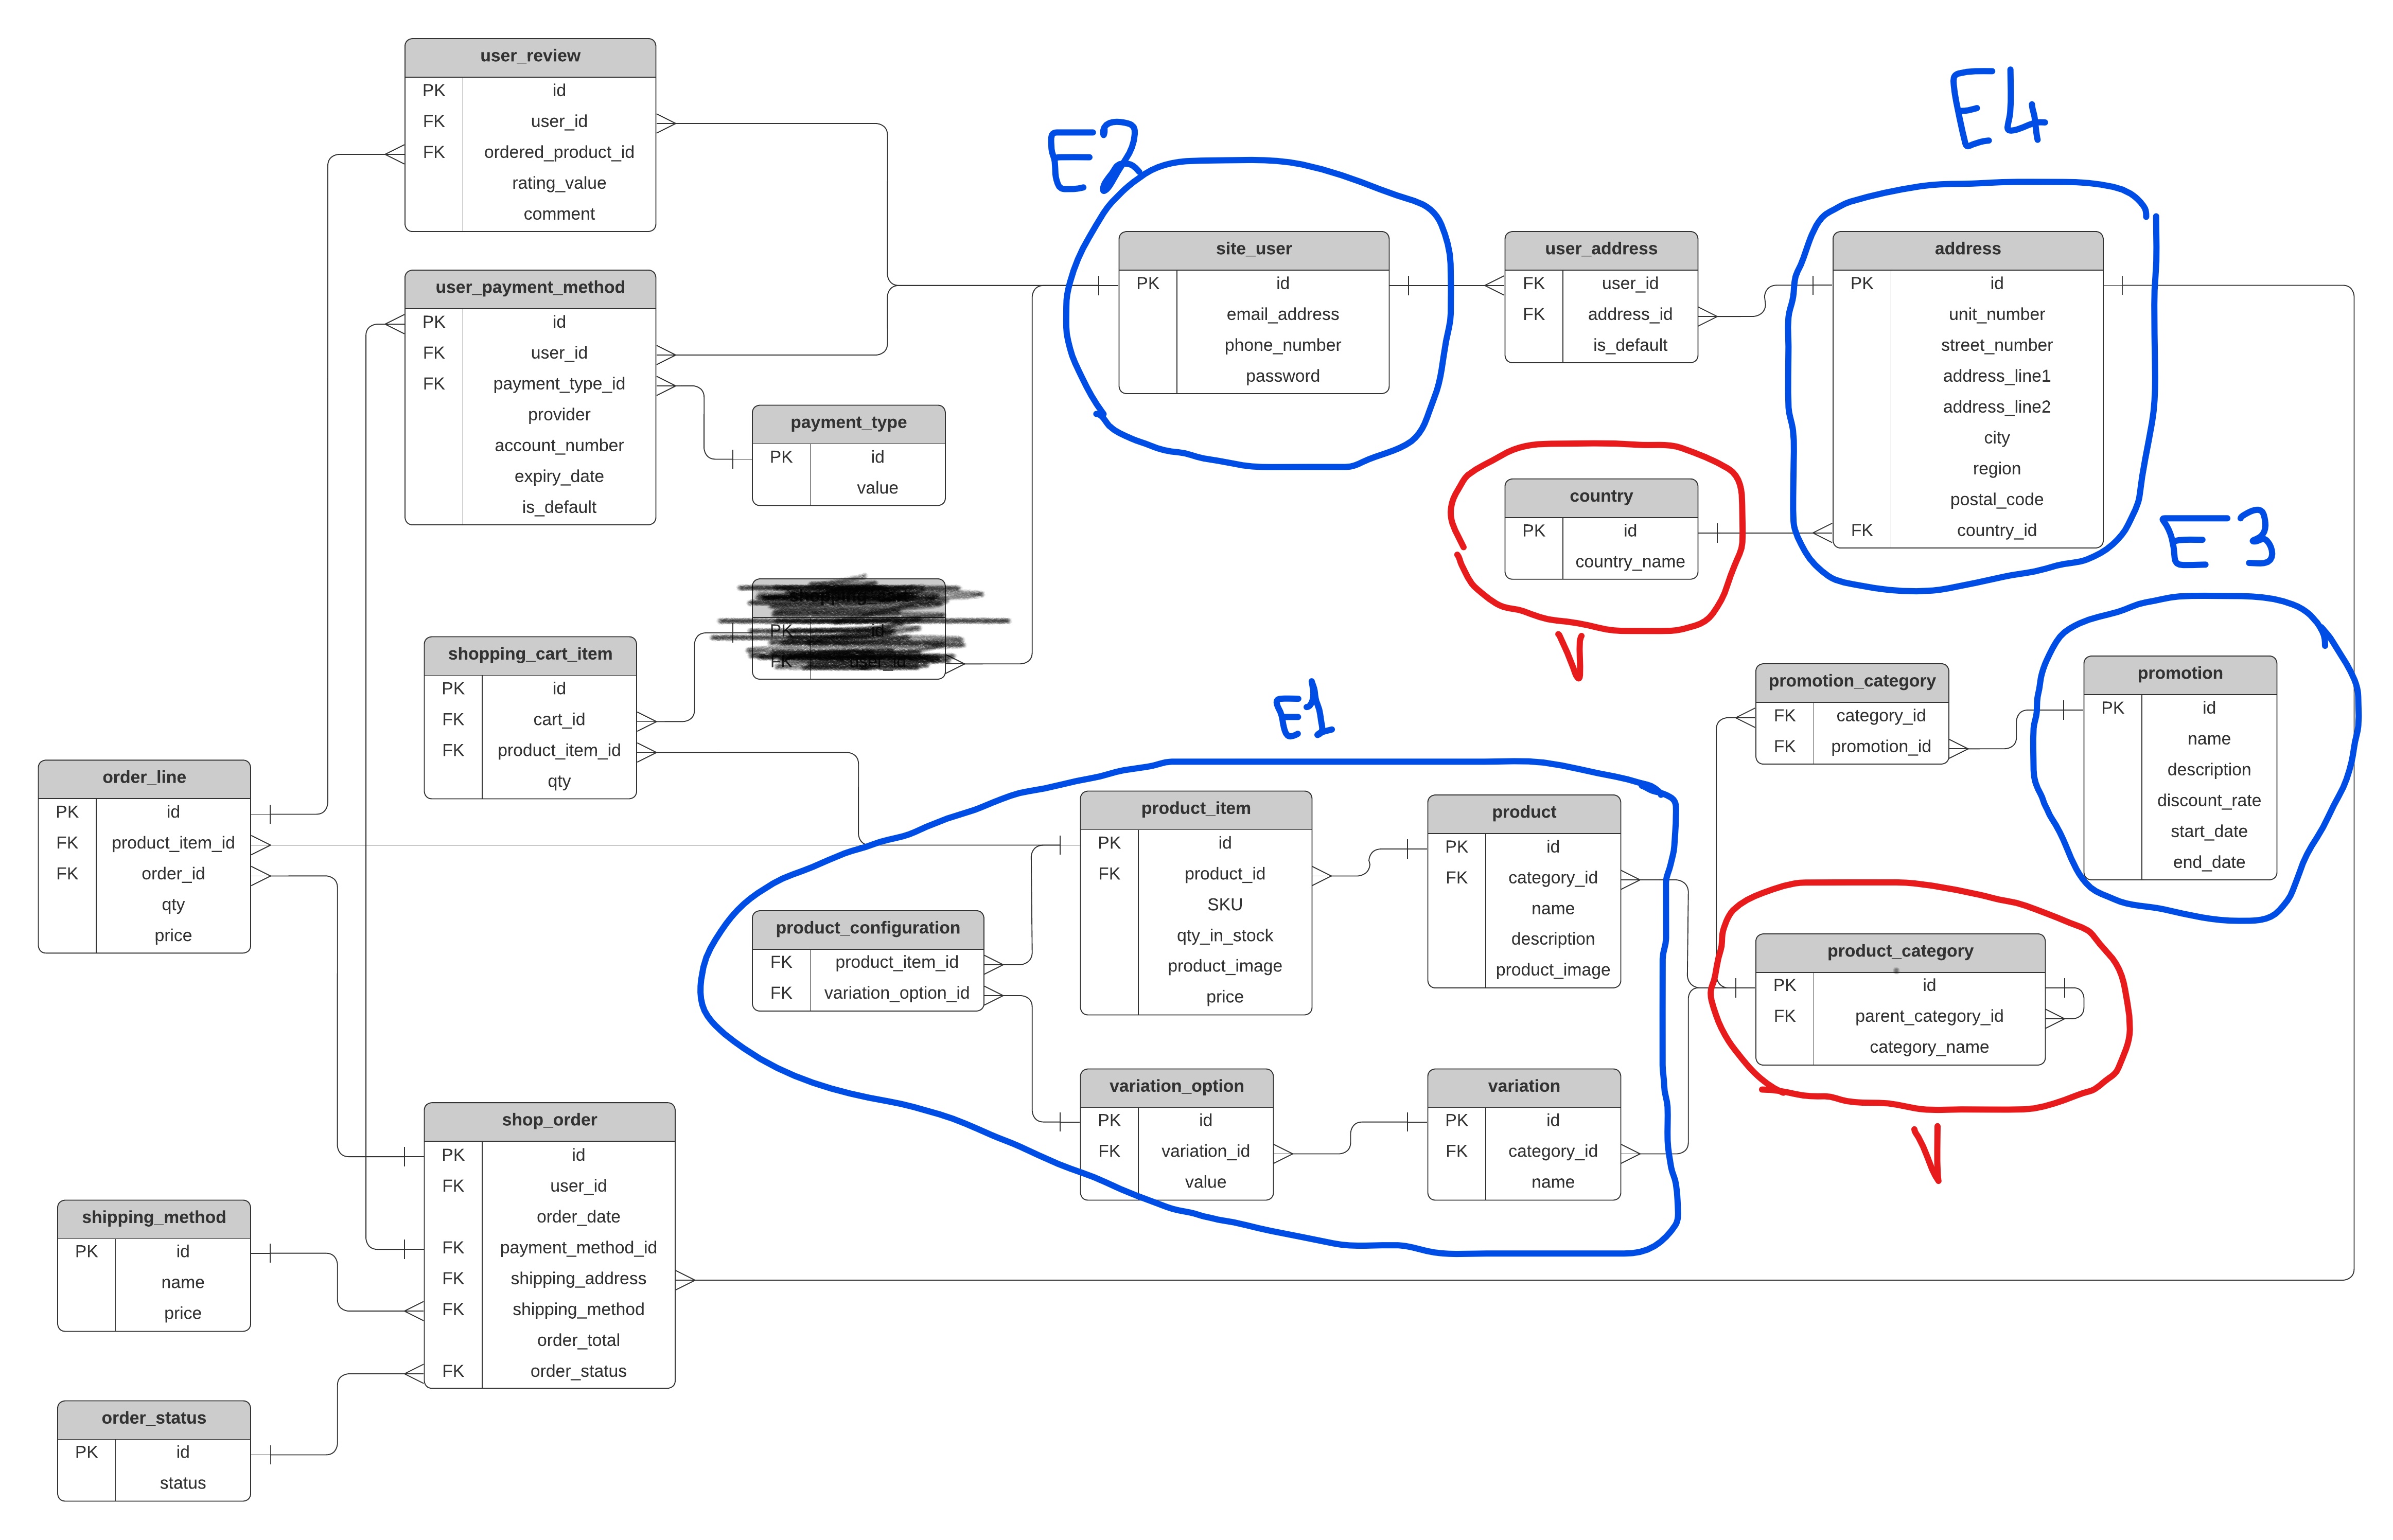 user_review
PK id
FK user_id
FK ordered_product_id
rating_value
comment
user_payment_method
PK id
FK user_id
FK payment_type_id
provider
account_number
expiry_date
is_default
payment_type
PK id
value
E2
site_user
PK id
email_address
phone_number
password
user_address
FK user_id
FK address_id
is_default
E4
address
PK id
unit_number
street_number
address_line1
address_line2
city
region
postal_code
FK country_id
country
PK id
country_name
V
E3
promotion
PK id
name
description
discount_rate
start_date
end_date
promotion_category
FK category_id
FK promotion_id
PK id
FK user_id
shopping_cart_item
PK id
FK cart_id
FK product_item_id
qty
order_line
PK id
FK product_item_id
FK order_id
qty
price
E1
product_item
PK id
FK product_id
SKU
qty_in_stock
product_image
price
product
PK id
FK category_id
name
description
product_image
product_configuration
FK product_item_id
FK variation_option_id
product_category
PK id
FK parent_category_id
category_name
V
variation_option
PK id
FK variation_id
value
variation
PK id
FK category_id
name
shop_order
PK id
FK user_id
order_date
FK payment_method_id
FK shipping_address
FK shipping_method
order_total
FK order_status
shipping_method
PK id
name
price
order_status
PK id
status